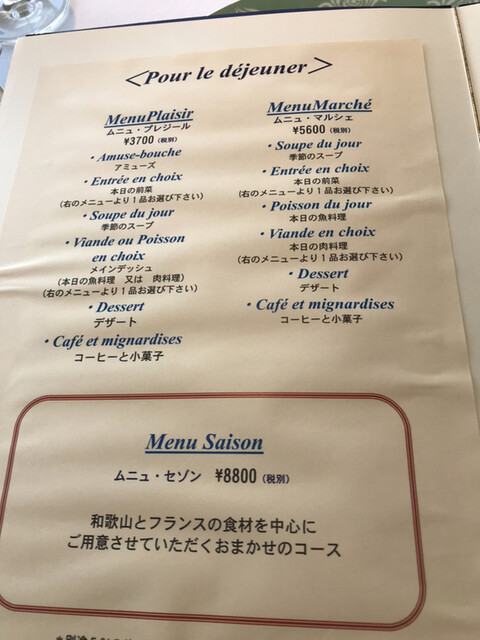 <Pour le déjeuner>
MenuPlaisir
ムニュ・プレジール
¥3700 (税別)
・Amuse-bouche
アミューズ
・Entrée en choix
本日の前菜
(右のメニューより1品お選び下さい)
・Soupe du jour
季節のスープ
・Viande ou Poisson
en choix
メインデッシュ
(本日の魚料理 又は 肉料理)
(右のメニューより1品お選び下さい)
・Dessert
デザート
・Café et mignardises
コーヒーと小菓子
MenuMarché
ムニュ・マルシェ
¥5600 (税別)
・Soupe du jour
季節のスープ
・Entrée en choix
本日の前菜
(右のメニューより1品お選び下さい)
・Poisson du jour
本日の魚料理
・Viande en choix
本日の肉料理
(右のメニューより1品お選び下さい)
・Dessert
デザート
・Café et mignardises
コーヒーと小菓子
Menu Saison
ムニュ・セゾン ¥8800 (税別)
和歌山とフランスの食材を中心に
ご用意させていただくおまかせのコース